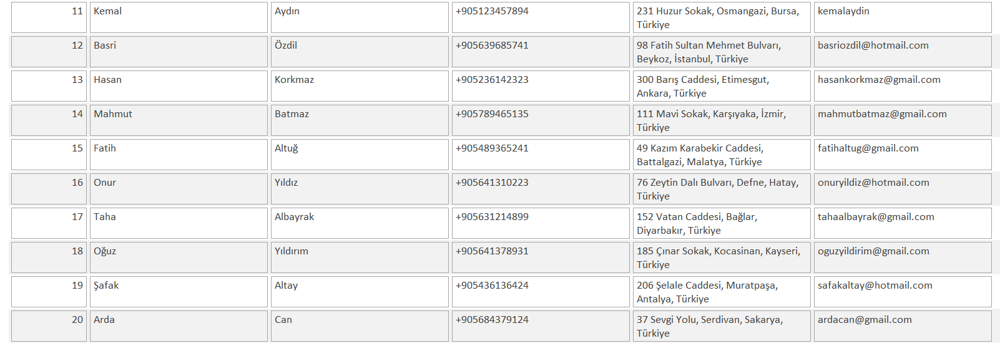 11 Kemal Aydın +905123457894 231 Huzur Sokak, Osmangazi, Bursa, kemalaydin
Türkiye
12 Basri Özdil +905639685741 98 Fatih Sultan Mehmet Bulvarı, basriozdil@hotmail.com
Beykoz, İstanbul, Türkiye
13 Hasan Korkmaz +905236142323 300 Barış Caddesi, Etimesgut, hasankorkmaz@gmail.com
Ankara, Türkiye
14 Mahmut Batmaz +905789465135 111 Mavi Sokak, Karşıyaka, İzmir, mahmutbatmaz@gmail.com
Türkiye
15 Fatih Altuğ +905489365241 49 Kazım Karabekir Caddesi, fatihaltug@gmail.com
Battalgazi, Malatya, Türkiye
16 Onur Yıldız +905641310223 76 Zeytin Dalı Bulvarı, Defne, Hatay, onuryildiz@hotmail.com
Türkiye
17 Taha Albayrak +905631214899 152 Vatan Caddesi, Bağlar, tahaalbayrak@gmail.com
Diyarbakır, Türkiye
18 Oğuz Yıldırım +905641378931 185 Çınar Sokak, Kocasinan, Kayseri, oguzyildirim@gmail.com
Türkiye
19 Şafak Altay +905436136424 206 Şelale Caddesi, Muratpaşa, safakaltay@hotmail.com
Antalya, Türkiye
20 Arda Can +905684379124 37 Sevgi Yolu, Serdivan, Sakarya, ardacan@gmail.com
Türkiye